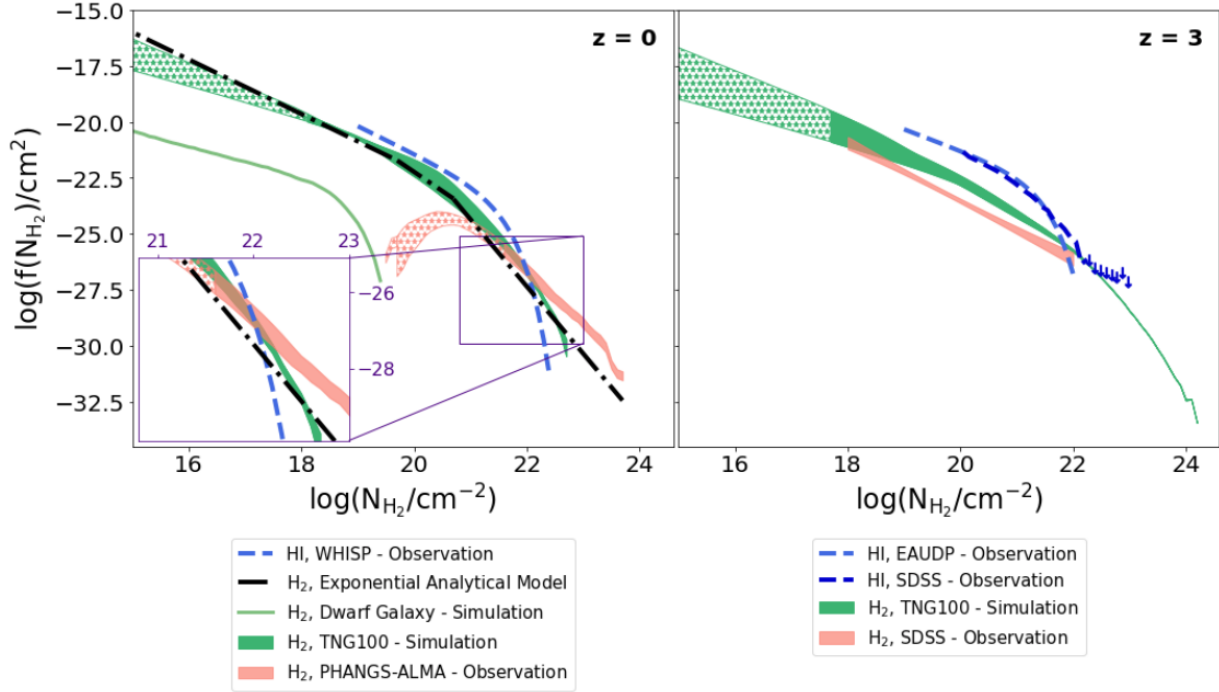 −15.0
−17.5
−20.0
−22.5
−25.0
−27.5
−30.0
−32.5
log(f(N_H₂)/cm²)
z = 0
21 22 23
−26
−28
16 18 20 22 24
log(N_H₂/cm⁻²)
z = 3
16 18 20 22 24
log(N_H₂/cm⁻²)
HI, WHISP - Observation
H₂, Exponential Analytical Model
H₂, Dwarf Galaxy - Simulation
H₂, TNG100 - Simulation
H₂, PHANGS-ALMA - Observation
HI, EAUDP - Observation
HI, SDSS - Observation
H₂, TNG100 - Simulation
H₂, SDSS - Observation